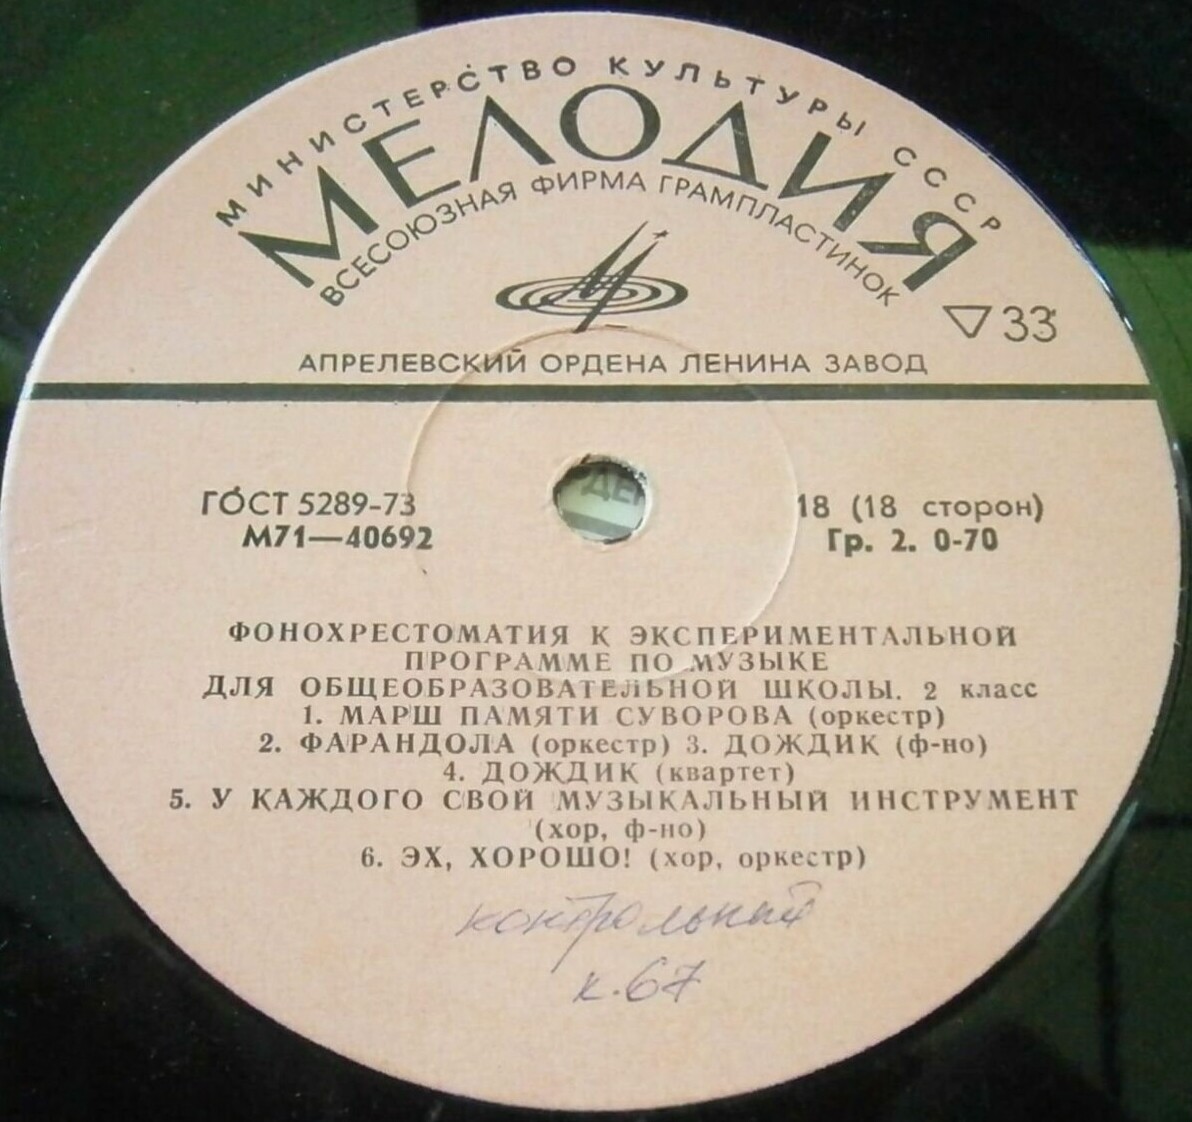 МИНИСТЕРСТВО КУЛЬТУРЫ СССР
МЕЛОДИЯ
ВСЕСОЮЗНАЯ ФИРМА ГРАМПЛАСТИНОК
33
АПРЕЛЕВСКИЙ ОРДЕНА ЛЕНИНА ЗАВОД
ГОСТ 5289-73
М71—40692
18 (18 сторон)
Гр. 2. 0-70
ФОНОХРЕСТОМАТИЯ К ЭКСПЕРИМЕНТАЛЬНОЙ
ПРОГРАММЕ ПО МУЗЫКЕ
ДЛЯ ОБЩЕОБРАЗОВАТЕЛЬНОЙ ШКОЛЫ. 2 класс
1. МАРШ ПАМЯТИ СУВОРОВА (оркестр)
2. ФАРАНДОЛА (оркестр) 3. ДОЖДИК (ф-но)
4. ДОЖДИК (квартет)
5. У КАЖДОГО СВОЙ МУЗЫКАЛЬНЫЙ ИНСТРУМЕНТ
(хор, ф-но)
6. ЭХ, ХОРОШО! (хор, оркестр)
контрольный
к.67